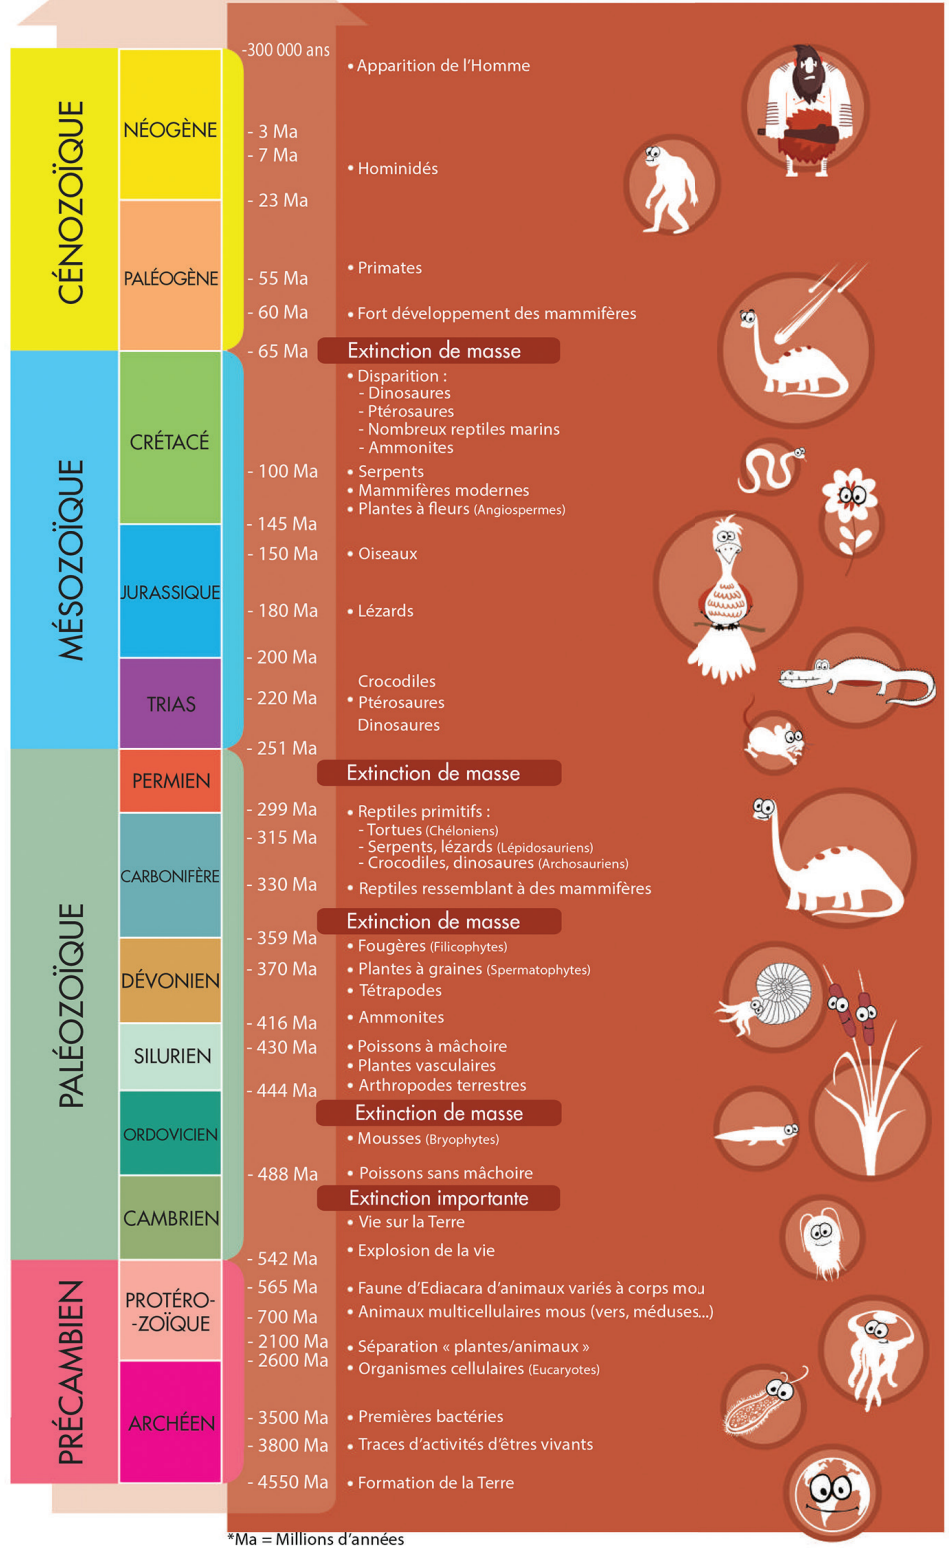 CÉNOZOÏQUE
NÉOGÈNE
PALÉOGÈNE
-300 000 ans
• Apparition de l'Homme
- 3 Ma
- 7 Ma
• Hominidés
- 23 Ma
- 55 Ma
• Primates
- 60 Ma
• Fort développement des mammifères
- 65 Ma
Extinction de masse
MÉSOZOÏQUE
CRÉTACÉ
JURASSIQUE
TRIAS
• Disparition :
- Dinosaures
- Ptérosaures
- Nombreux reptiles marins
- Ammonites
- 100 Ma
• Serpents
• Mammifères modernes
• Plantes à fleurs (Angiospermes)
- 145 Ma
- 150 Ma
• Oiseaux
- 180 Ma
• Lézards
- 200 Ma
- 220 Ma
Crocodiles
• Ptérosaures
Dinosaures
- 251 Ma
Extinction de masse
PALÉOZOÏQUE
PERMIEN
CARBONIFÈRE
DÉVONIEN
SILURIEN
ORDOVICIEN
CAMBRIEN
- 299 Ma
• Reptiles primitifs :
- Tortues (Chéloniens)
- 315 Ma
- Serpents, lézards (Lépidosauriens)
- Crocodiles, dinosaures (Archosauriens)
- 330 Ma
• Reptiles ressemblant à des mammifères
Extinction de masse
- 359 Ma
• Fougères (Filicophytes)
- 370 Ma
• Plantes à graines (Spermatophytes)
• Tétrapodes
- 416 Ma
• Ammonites
- 430 Ma
• Poissons à mâchoire
• Plantes vasculaires
• Arthropodes terrestres
- 444 Ma
Extinction de masse
• Mousses (Bryophytes)
- 488 Ma
• Poissons sans mâchoire
Extinction importante
• Vie sur la Terre
• Explosion de la vie
- 542 Ma
PRÉCAMBIEN
PROTÉRO-
-ZOÏQUE
ARCHÉEN
- 565 Ma
• Faune d'Ediacara d'animaux variés à corps mou
- 700 Ma
• Animaux multicellulaires mous (vers, méduses...)
- 2100 Ma
• Séparation « plantes/animaux »
- 2600 Ma
• Organismes cellulaires (Eucaryotes)
- 3500 Ma
• Premières bactéries
- 3800 Ma
• Traces d'activités d'êtres vivants
- 4550 Ma
• Formation de la Terre
*Ma = Millions d'années